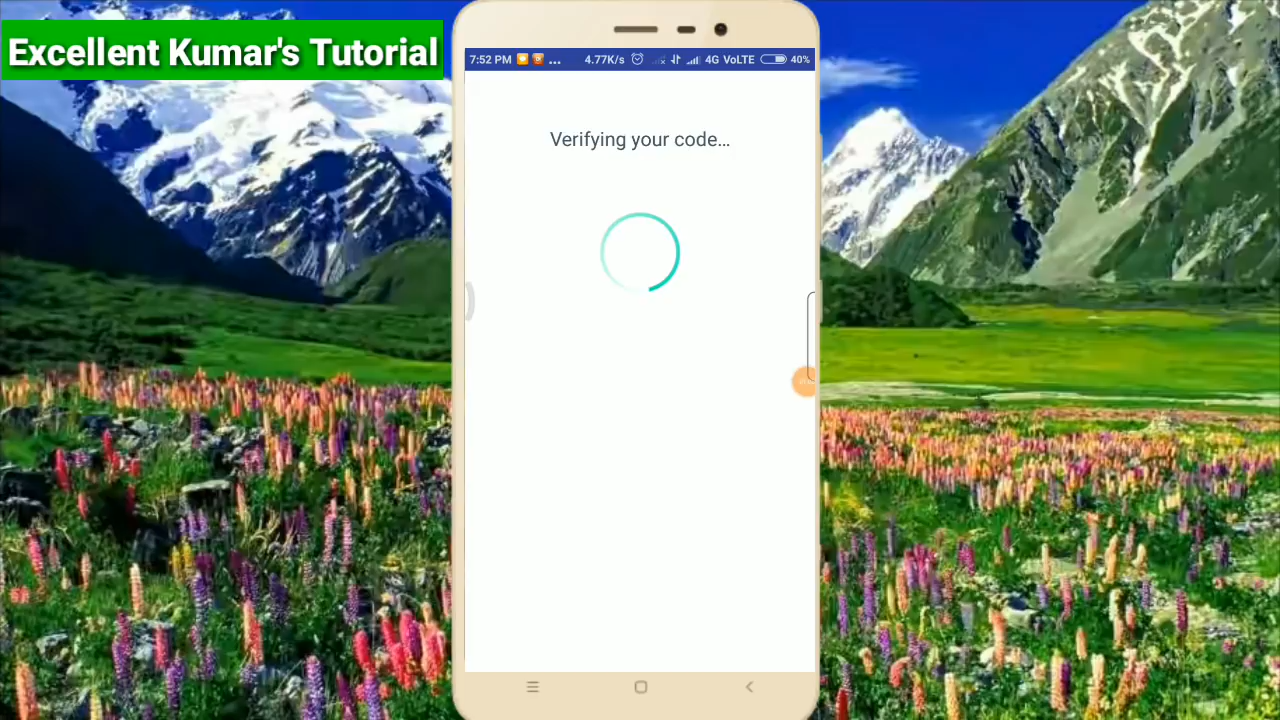 Excellent Kumar's Tutorial
7:52 PM ... 4.77K/s 4G VoLTE 40%
Verifying your code...